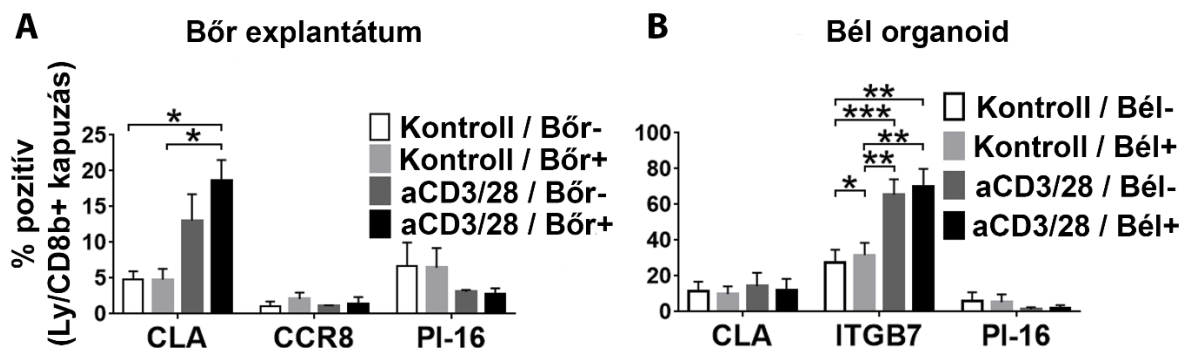 A Bőr explantátum
% pozitív
(Ly/CD8b+ kapuzás)
25
20
15
10
5
0
* 
*
Kontroll / Bőr-
Kontroll / Bőr+
aCD3/28 / Bőr-
aCD3/28 / Bőr+
CLA CCR8 PI-16
B Bél organoid
100
80
60
40
20
0
**
***
**
**
*
Kontroll / Bél-
Kontroll / Bél+
aCD3/28 / Bél-
aCD3/28 / Bél+
CLA ITGB7 PI-16